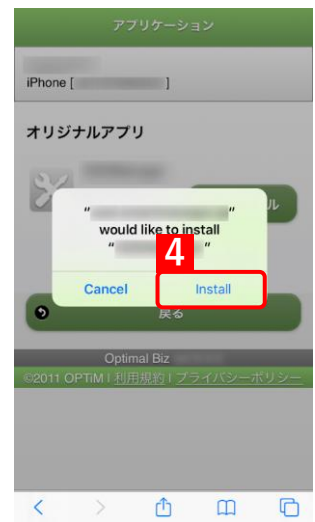 アプリケーション
iPhone [ ]
オリジナルアプリ
ル
“ ”
would like to install
“ ”
4
Cancel
Install
戻る
Optimal Biz
©2011 OPTiM | 利用規約 | プライバシーポリシー